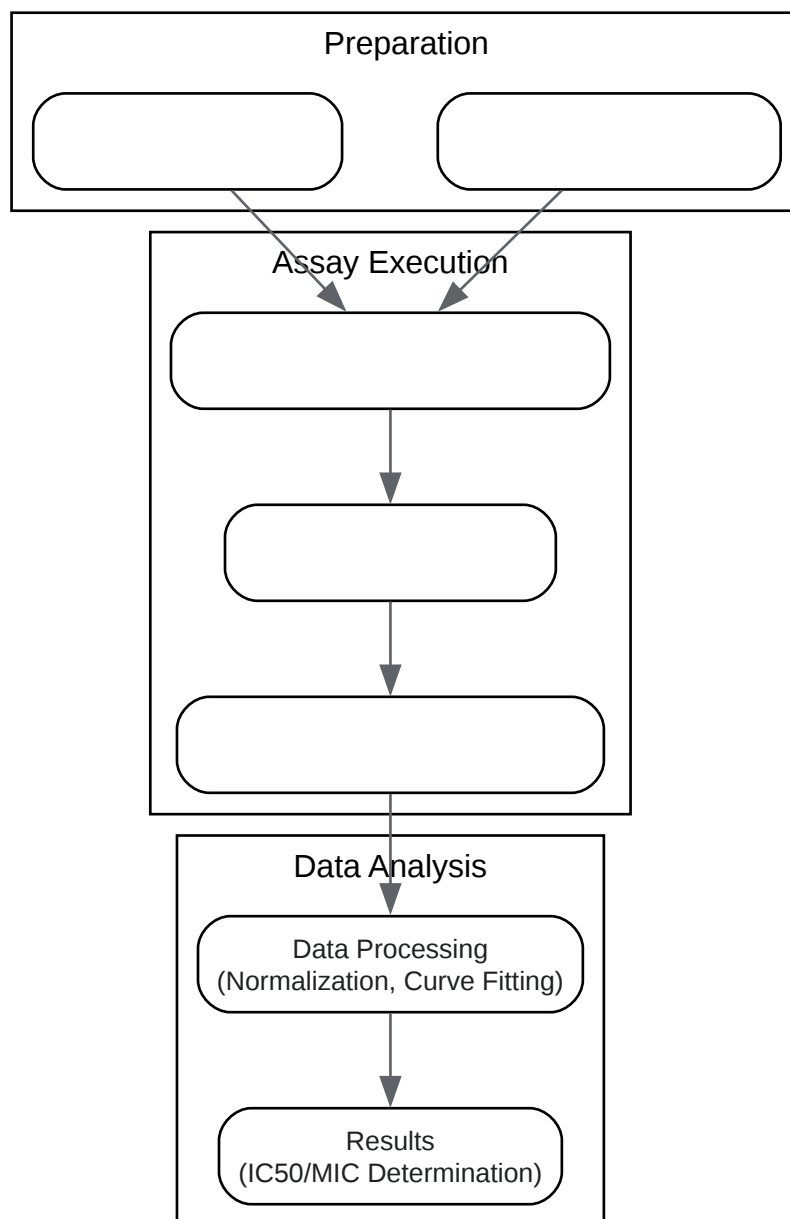 Preparation
Assay Execution
Data Analysis
Data Processing
(Normalization, Curve Fitting)
Results
(IC50/MIC Determination)